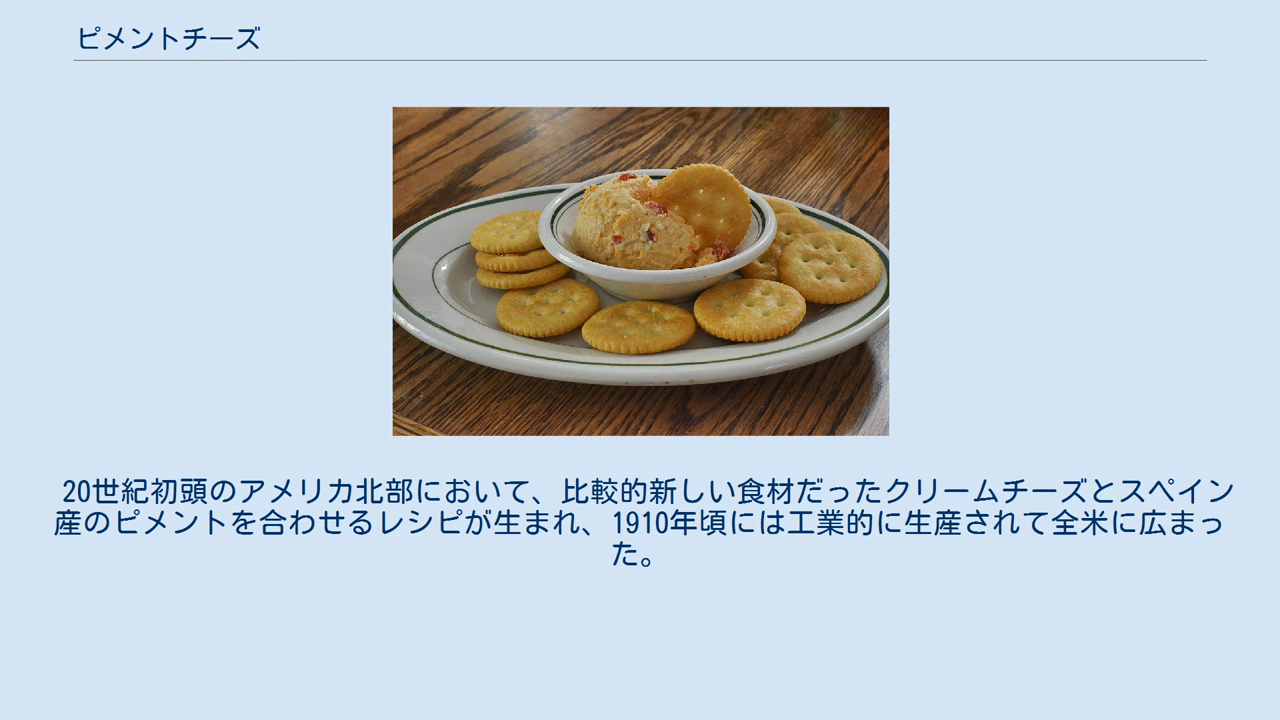 ピメントチーズ
20世紀初頭のアメリカ北部において、比較的新しい食材だったクリームチーズとスペイン
産のピメントを合わせるレシピが生まれ、1910年頃には工業的に生産されて全米に広まっ
た。